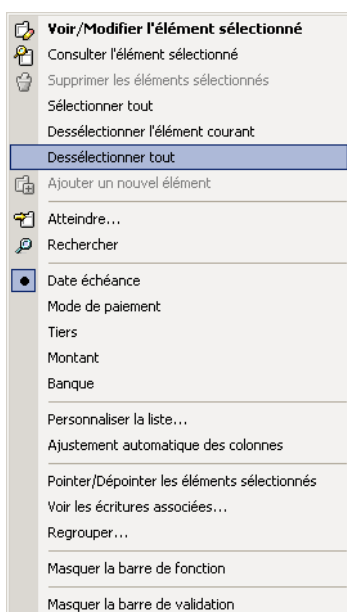 Voir/Modifier l'élément sélectionné
Consulter l'élément sélectionné
Supprimer les éléments sélectionnés
Sélectionner tout
Dessélectionner l'élément courant
Dessélectionner tout
Ajouter un nouvel élément
Atteindre...
Rechercher
Date échéance
Mode de paiement
Tiers
Montant
Banque
Personnaliser la liste...
Ajustement automatique des colonnes
Pointer/Dépointer les éléments sélectionnés
Voir les écritures associées...
Regrouper...
Masquer la barre de fonction
Masquer la barre de validation